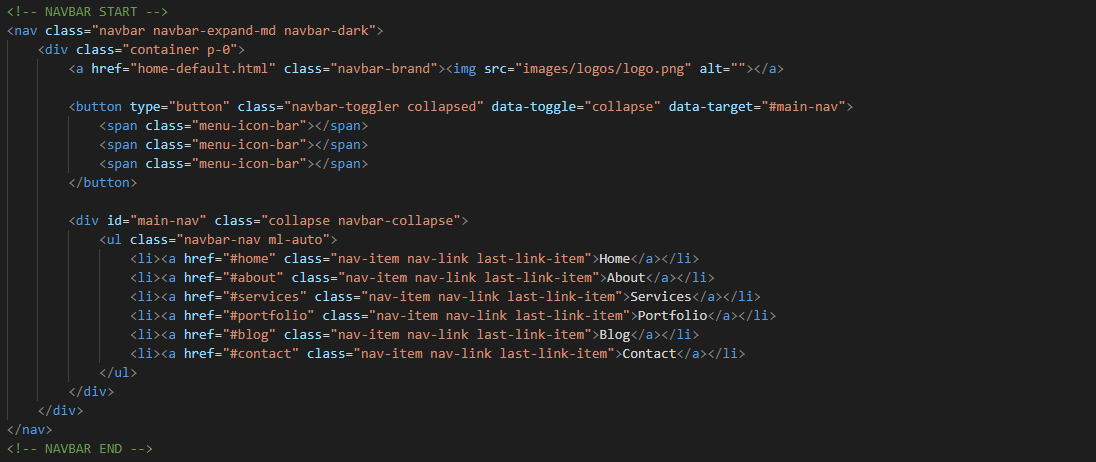 <!-- NAVBAR START -->
<nav class="navbar navbar-expand-md navbar-dark">
    <div class="container p-0">
        <a href="home-default.html" class="navbar-brand"><img src="images/logos/logo.png" alt=""></a>

        <button type="button" class="navbar-toggler collapsed" data-toggle="collapse" data-target="#main-nav">
            <span class="menu-icon-bar"></span>
            <span class="menu-icon-bar"></span>
            <span class="menu-icon-bar"></span>
        </button>

        <div id="main-nav" class="collapse navbar-collapse">
            <ul class="navbar-nav ml-auto">
                <li><a href="#home" class="nav-item nav-link last-link-item">Home</a></li>
                <li><a href="#about" class="nav-item nav-link last-link-item">About</a></li>
                <li><a href="#services" class="nav-item nav-link last-link-item">Services</a></li>
                <li><a href="#portfolio" class="nav-item nav-link last-link-item">Portfolio</a></li>
                <li><a href="#blog" class="nav-item nav-link last-link-item">Blog</a></li>
                <li><a href="#contact" class="nav-item nav-link last-link-item">Contact</a></li>
            </ul>
        </div>
    </div>
</nav>
<!-- NAVBAR END -->